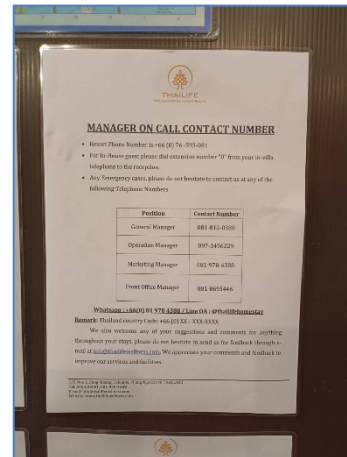 THAILIFE
MANAGER ON CALL CONTACT NUMBER
• Resort Phone Number is +66 (0) 76 -593-001
• For In-House guest please dial extension number "0" from your in-villa
telephone to the reception.
• Any Emergency cases, please do not hesitate to contact us at any of the
following Telephone Numbers
Position Contact Number
General Manager 081-812-0500
Operation Manager 097-3456229
Marketing Manager 081-978 4388
Front Office Manager 081-8695446
Whatsapp : +66(0) 81 978 4388 / Line OA : @thailifehomestay
Remark: Thailand country Code: +66 (0) XX – XXX-XXXX
We also welcome any of your suggestions and comments for anything
throughout your stays, please do not hesitate to send us for feedback through e-
mail at We appreciate your comments and feedback to
improve our services and facilities.